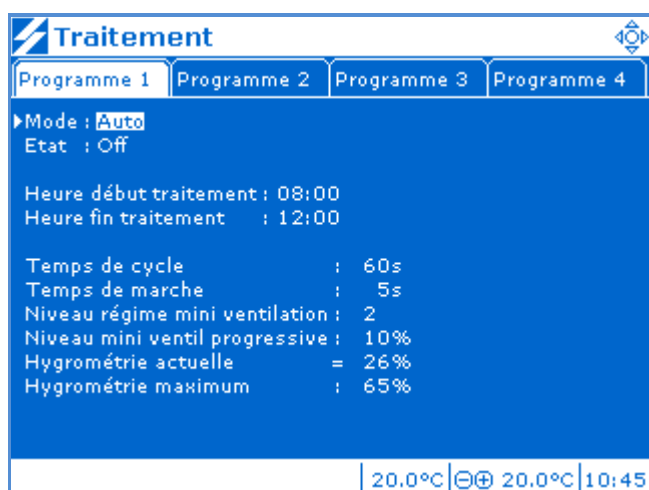 Traitement
Programme 1 Programme 2 Programme 3 Programme 4
Mode : Auto
Etat : Off
Heure début traitement : 08:00
Heure fin traitement : 12:00
Temps de cycle : 60s
Temps de marche : 5s
Niveau régime mini ventilation : 2
Niveau mini ventil progressive : 10%
Hygrométrie actuelle = 26%
Hygrométrie maximum : 65%
20.0°C ⊖⊕ 20.0°C 10:45